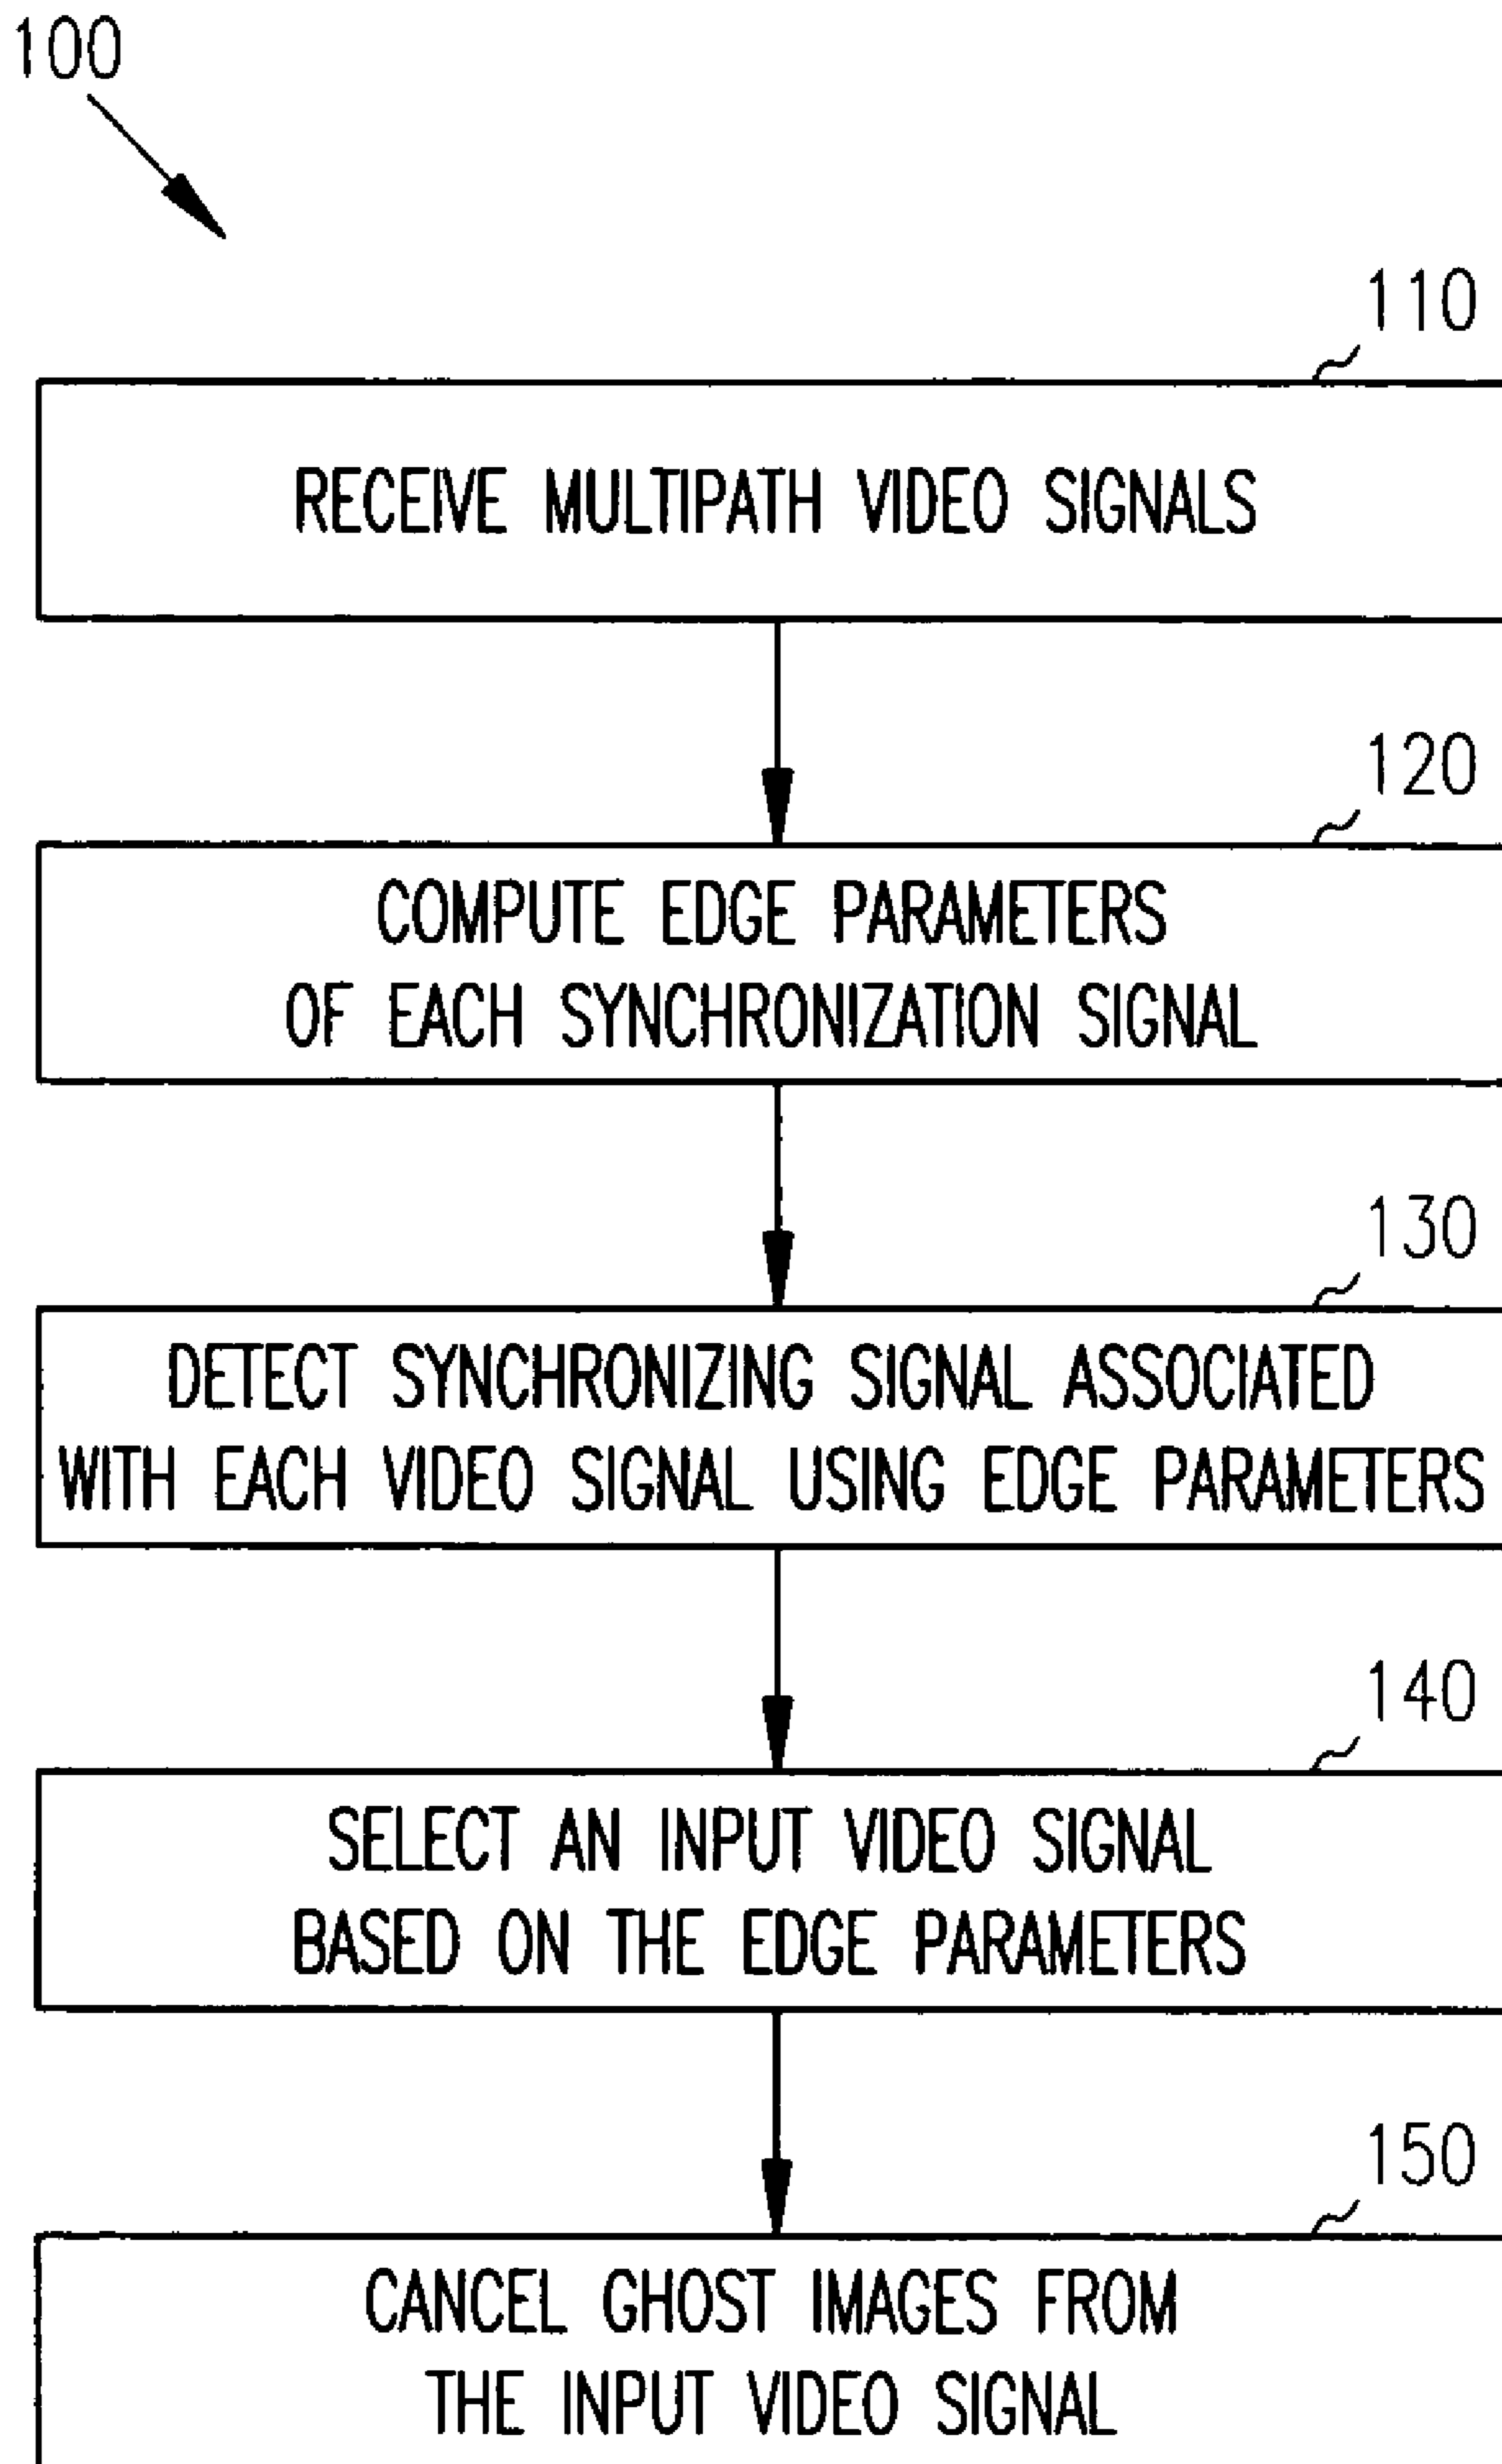 100
110
RECEIVE MULTIPATH VIDEO SIGNALS
120
COMPUTE EDGE PARAMETERS
OF EACH SYNCHRONIZATION SIGNAL
130
DETECT SYNCHRONIZING SIGNAL ASSOCIATED
WITH EACH VIDEO SIGNAL USING EDGE PARAMETERS
140
SELECT AN INPUT VIDEO SIGNAL
BASED ON THE EDGE PARAMETERS
150
CANCEL GHOST IMAGES FROM
THE INPUT VIDEO SIGNAL